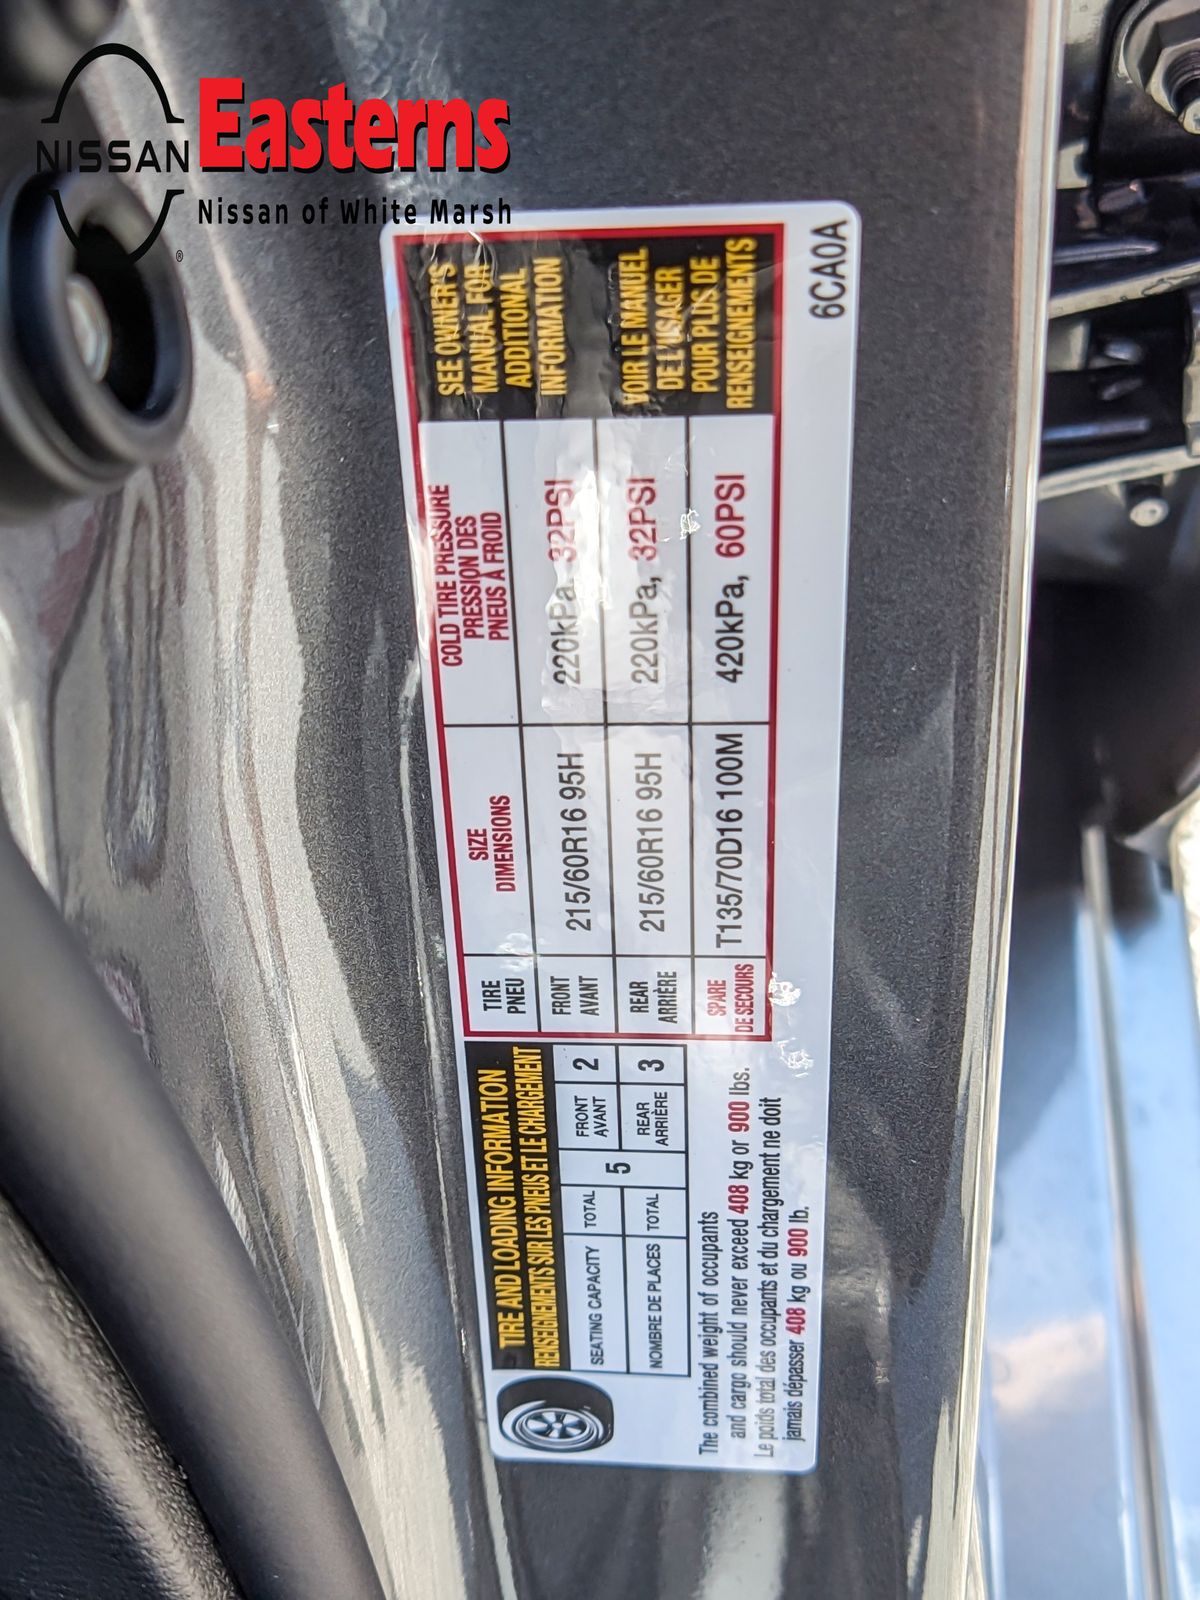 NISSAN
Easterns
Nissan of White Marsh
®
TIRE AND LOADING INFORMATION
RENSEIGNEMENTS SUR LES PNEUS ET LE CHARGEMENT
SEATING CAPACITY TOTAL 5 FRONT AVANT 2
NOMBRE DE PLACES TOTAL REAR ARRIÈRE 3
The combined weight of occupants
and cargo should never exceed 408 kg or 900 lbs.
Le poids total des occupants et du chargement ne doit
jamais dépasser 408 kg ou 900 lb.
TIRE PNEU
SIZE DIMENSIONS
COLD TIRE PRESSURE
PRESSION DES
PNEUS À FROID
FRONT AVANT 215/60R16 95H 220kPa, 32PSI
REAR ARRIÈRE 215/60R16 95H 220kPa, 32PSI
SPARE DE SECOURS T135/70D16 100M 420kPa, 60PSI
SEE OWNER'S
MANUAL FOR
ADDITIONAL
INFORMATION
VOIR LE MANUEL
DE L'USAGER
POUR PLUS DE
RENSEIGNEMENTS
6CA0A